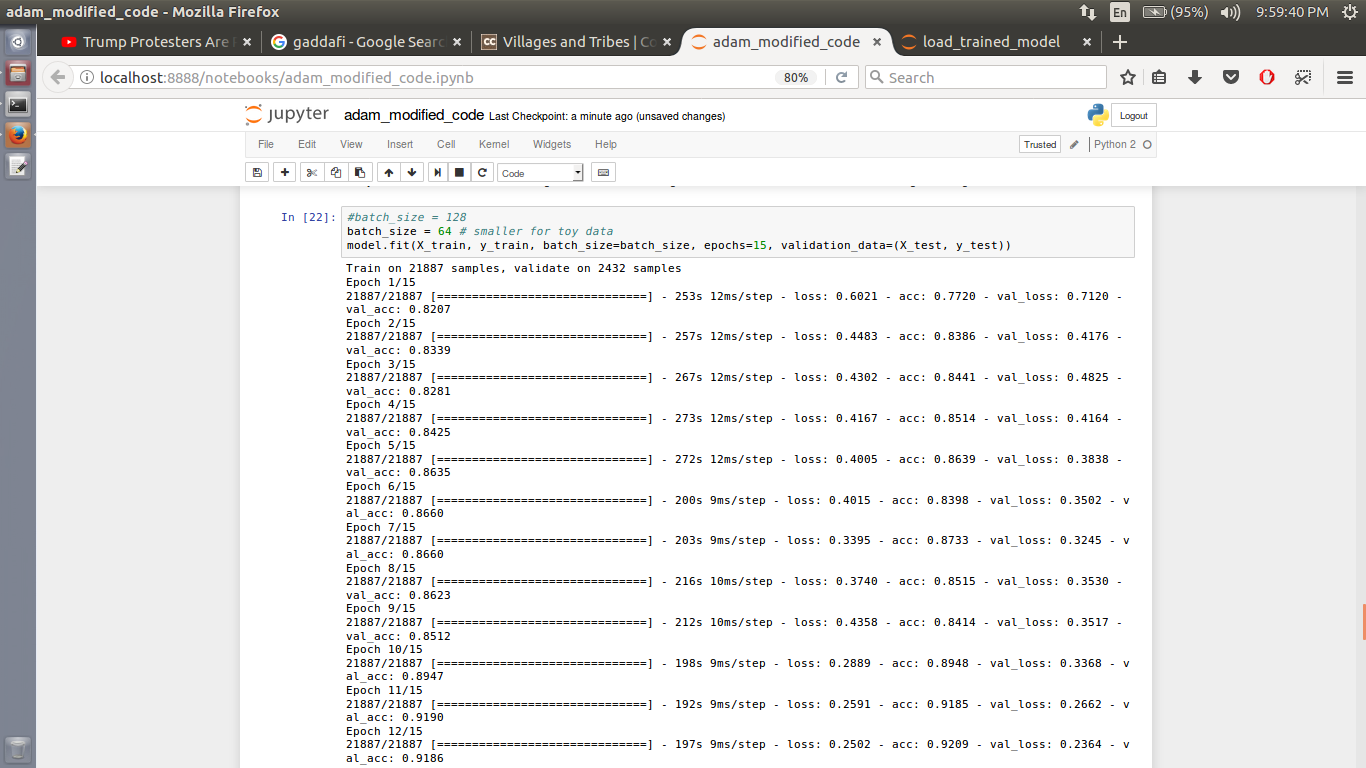 adam_modified_code - Mozilla Firefox
En (95%) 9:59:40 PM
Trump Protesters Are
gaddafi - Google Sear
CC Villages and Tribes | Co
adam_modified_code
load_trained_model
localhost:8888/notebooks/adam_modified_code.ipynb 80% Search
jupyter adam_modified_code Last Checkpoint: a minute ago (unsaved changes) Logout
File Edit View Insert Cell Kernel Widgets Help Trusted Python 2
Code
In [22]: #batch_size = 128
batch_size = 64 # smaller for toy data
model.fit(X_train, y_train, batch_size=batch_size, epochs=15, validation_data=(X_test, y_test))
Train on 21887 samples, validate on 2432 samples
Epoch 1/15
21887/21887 [==============================] - 253s 12ms/step - loss: 0.6021 - acc: 0.7720 - val_loss: 0.7120 -
val_acc: 0.8207
Epoch 2/15
21887/21887 [==============================] - 257s 12ms/step - loss: 0.4483 - acc: 0.8386 - val_loss: 0.4176 -
val_acc: 0.8339
Epoch 3/15
21887/21887 [==============================] - 267s 12ms/step - loss: 0.4302 - acc: 0.8441 - val_loss: 0.4825 -
val_acc: 0.8281
Epoch 4/15
21887/21887 [==============================] - 273s 12ms/step - loss: 0.4167 - acc: 0.8514 - val_loss: 0.4164 -
val_acc: 0.8425
Epoch 5/15
21887/21887 [==============================] - 272s 12ms/step - loss: 0.4005 - acc: 0.8639 - val_loss: 0.3838 -
val_acc: 0.8635
Epoch 6/15
21887/21887 [==============================] - 200s 9ms/step - loss: 0.4015 - acc: 0.8398 - val_loss: 0.3502 - v
al_acc: 0.8660
Epoch 7/15
21887/21887 [==============================] - 203s 9ms/step - loss: 0.3395 - acc: 0.8733 - val_loss: 0.3245 - v
al_acc: 0.8660
Epoch 8/15
21887/21887 [==============================] - 216s 10ms/step - loss: 0.3740 - acc: 0.8515 - val_loss: 0.3530 -
val_acc: 0.8623
Epoch 9/15
21887/21887 [==============================] - 212s 10ms/step - loss: 0.4358 - acc: 0.8414 - val_loss: 0.3517 -
val_acc: 0.8512
Epoch 10/15
21887/21887 [==============================] - 198s 9ms/step - loss: 0.2889 - acc: 0.8948 - val_loss: 0.3368 - v
al_acc: 0.8947
Epoch 11/15
21887/21887 [==============================] - 192s 9ms/step - loss: 0.2591 - acc: 0.9185 - val_loss: 0.2662 - v
al_acc: 0.9190
Epoch 12/15
21887/21887 [==============================] - 197s 9ms/step - loss: 0.2502 - acc: 0.9209 - val_loss: 0.2364 - v
al_acc: 0.9186